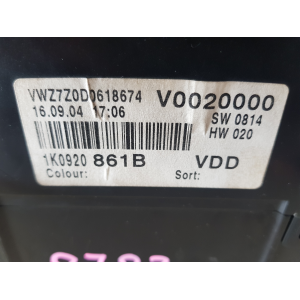 VWZ7Z0D0618674 V0020000
16.09.04 17:06 SW 0814
HW 020
1K0920 861B VDD
Colour: Sort: